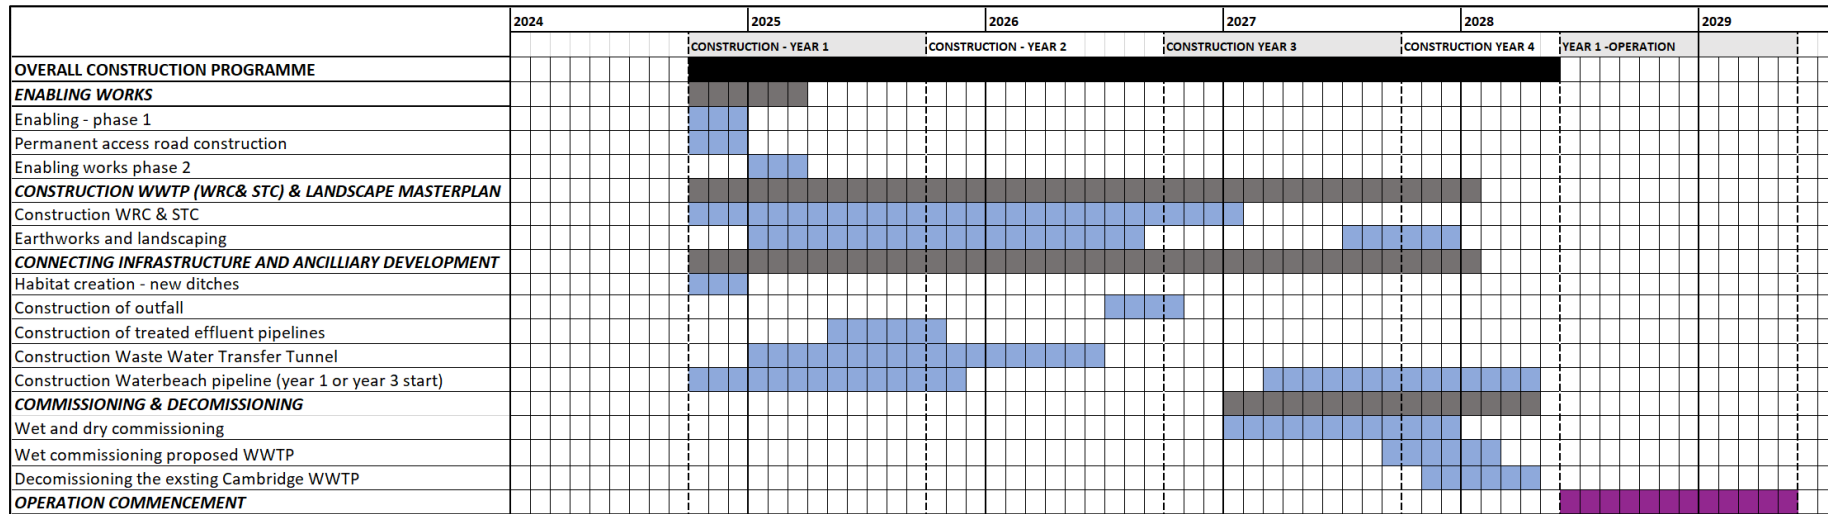 2024 2025 2026 2027 2028 2029
CONSTRUCTION - YEAR 1 CONSTRUCTION - YEAR 2 CONSTRUCTION YEAR 3 CONSTRUCTION YEAR 4 YEAR 1 -OPERATION
OVERALL CONSTRUCTION PROGRAMME
ENABLING WORKS
Enabling - phase 1
Permanent access road construction
Enabling works phase 2
CONSTRUCTION WWTP (WRC& STC) & LANDSCAPE MASTERPLAN
Construction WRC & STC
Earthworks and landscaping
CONNECTING INFRASTRUCTURE AND ANCILLIARY DEVELOPMENT
Habitat creation - new ditches
Construction of outfall
Construction of treated effluent pipelines
Construction Waste Water Transfer Tunnel
Construction Waterbeach pipeline (year 1 or year 3 start)
COMMISSIONING & DECOMISSIONING
Wet and dry commissioning
Wet commissioning proposed WWTP
Decomissioning the exsting Cambridge WWTP
OPERATION COMMENCEMENT